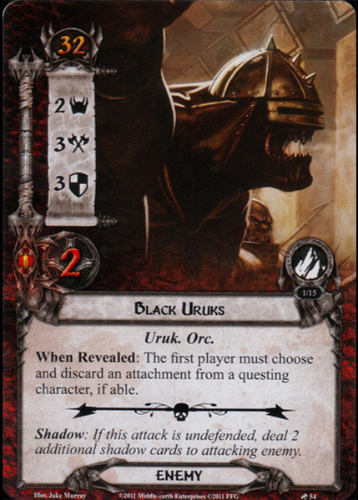 32
2
3
3
2
1/15
BLACK URUKS
Uruk. Orc.
When Revealed: The first player must choose
and discard an attachment from a questing
character, if able.
Shadow: If this attack is undefended, deal 2
additional shadow cards to attacking enemy.
ENEMY
Illus. Jake Murray
©2011 Middle-earth Enterprises ©2011 FFG
54